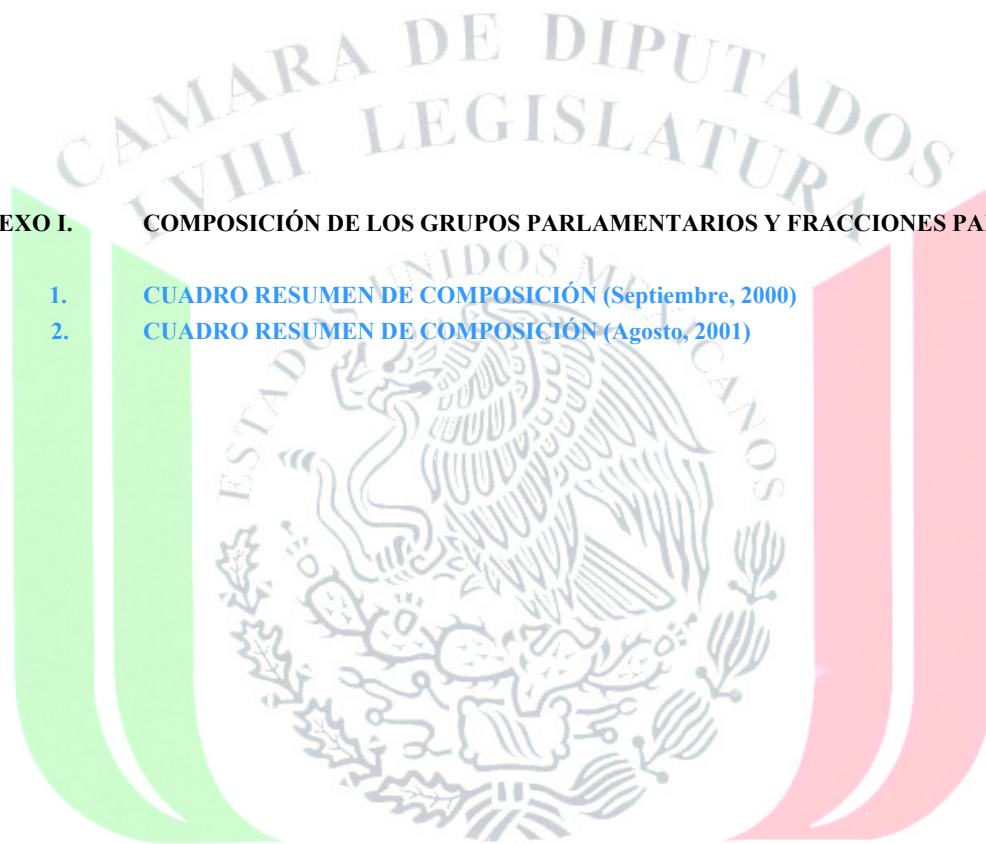 CAMARA DE DIPUTADOS
LVIII LEGISLATURA
EXO I. COMPOSICIÓN DE LOS GRUPOS PARLAMENTARIOS Y FRACCIONES PA
ESTADOS UNIDOS MEXICANOS
1. CUADRO RESUMEN DE COMPOSICIÓN (Septiembre, 2000)
2. CUADRO RESUMEN DE COMPOSICIÓN (Agosto, 2001)